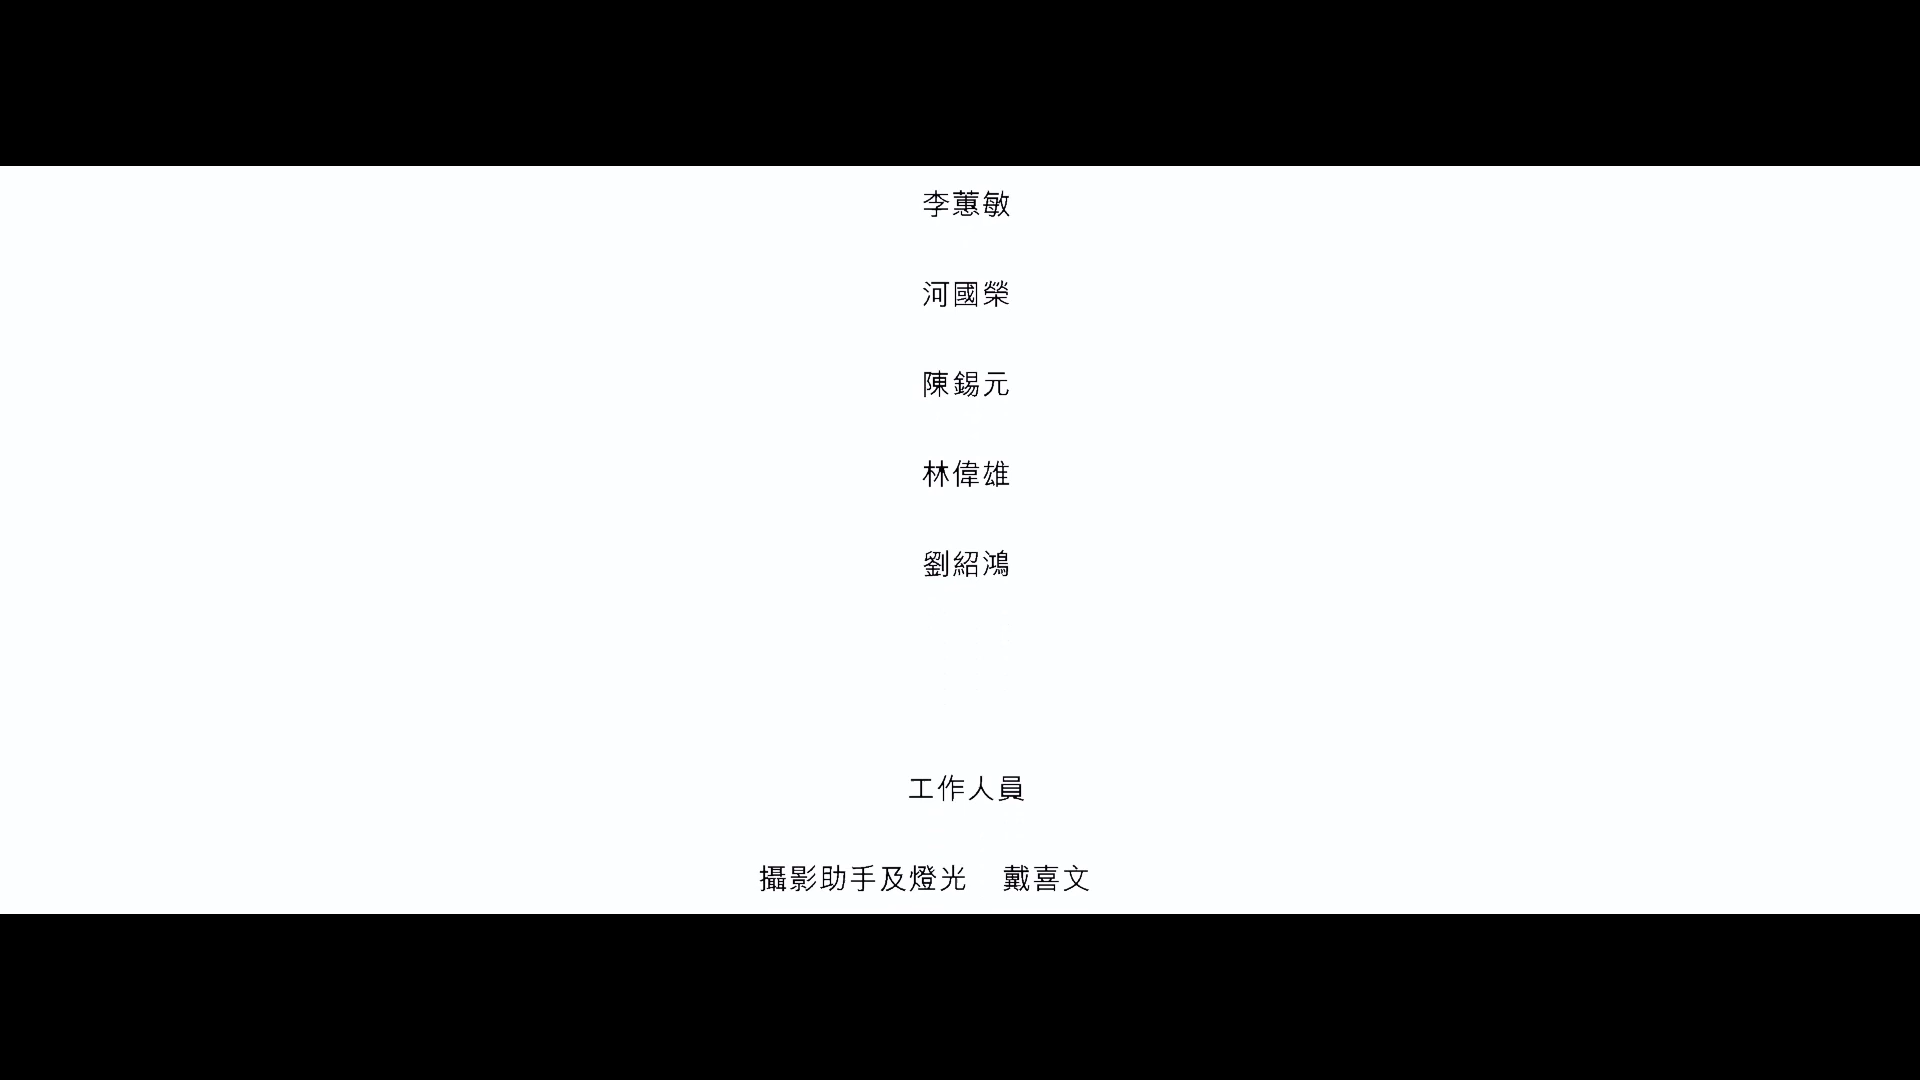 李蕙敏
河國榮
陳錫元
林偉雄
劉紹鴻
工作人員
攝影助手及燈光 戴喜文